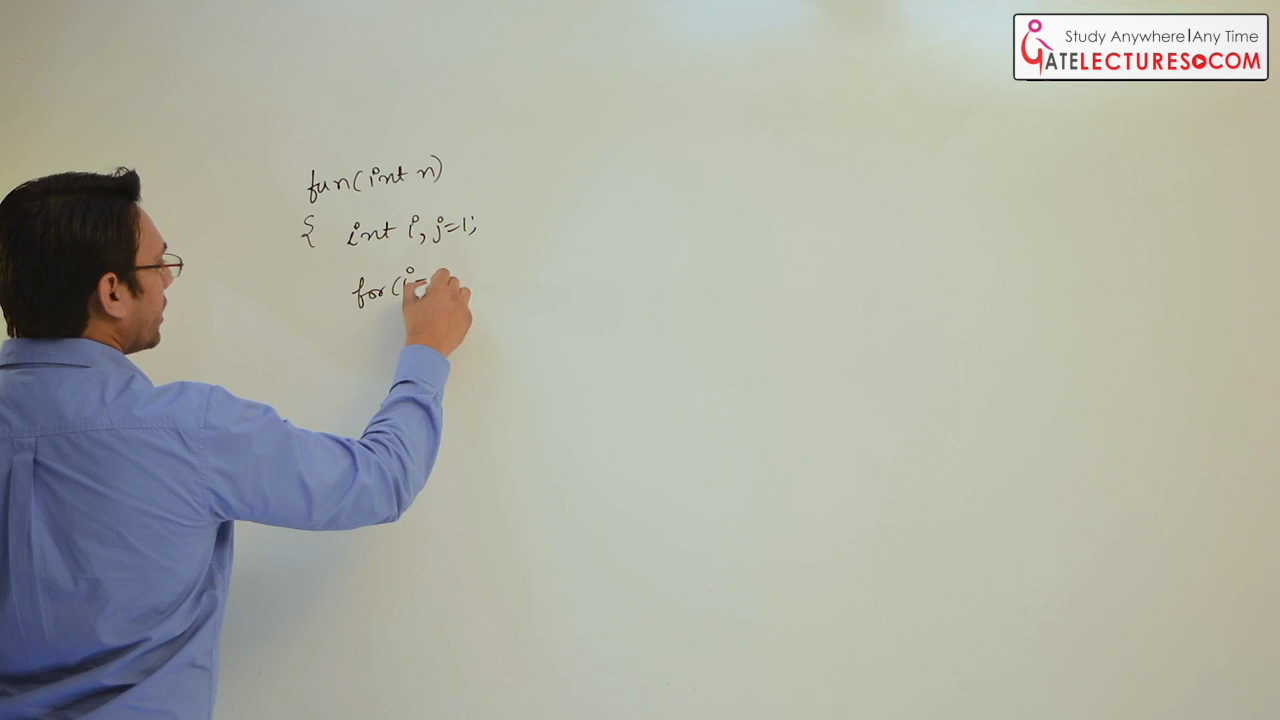 Study Anywhere|Any Time
GATELECTURES.COM
fun(int n)
{ int i, j=1;
for(i=